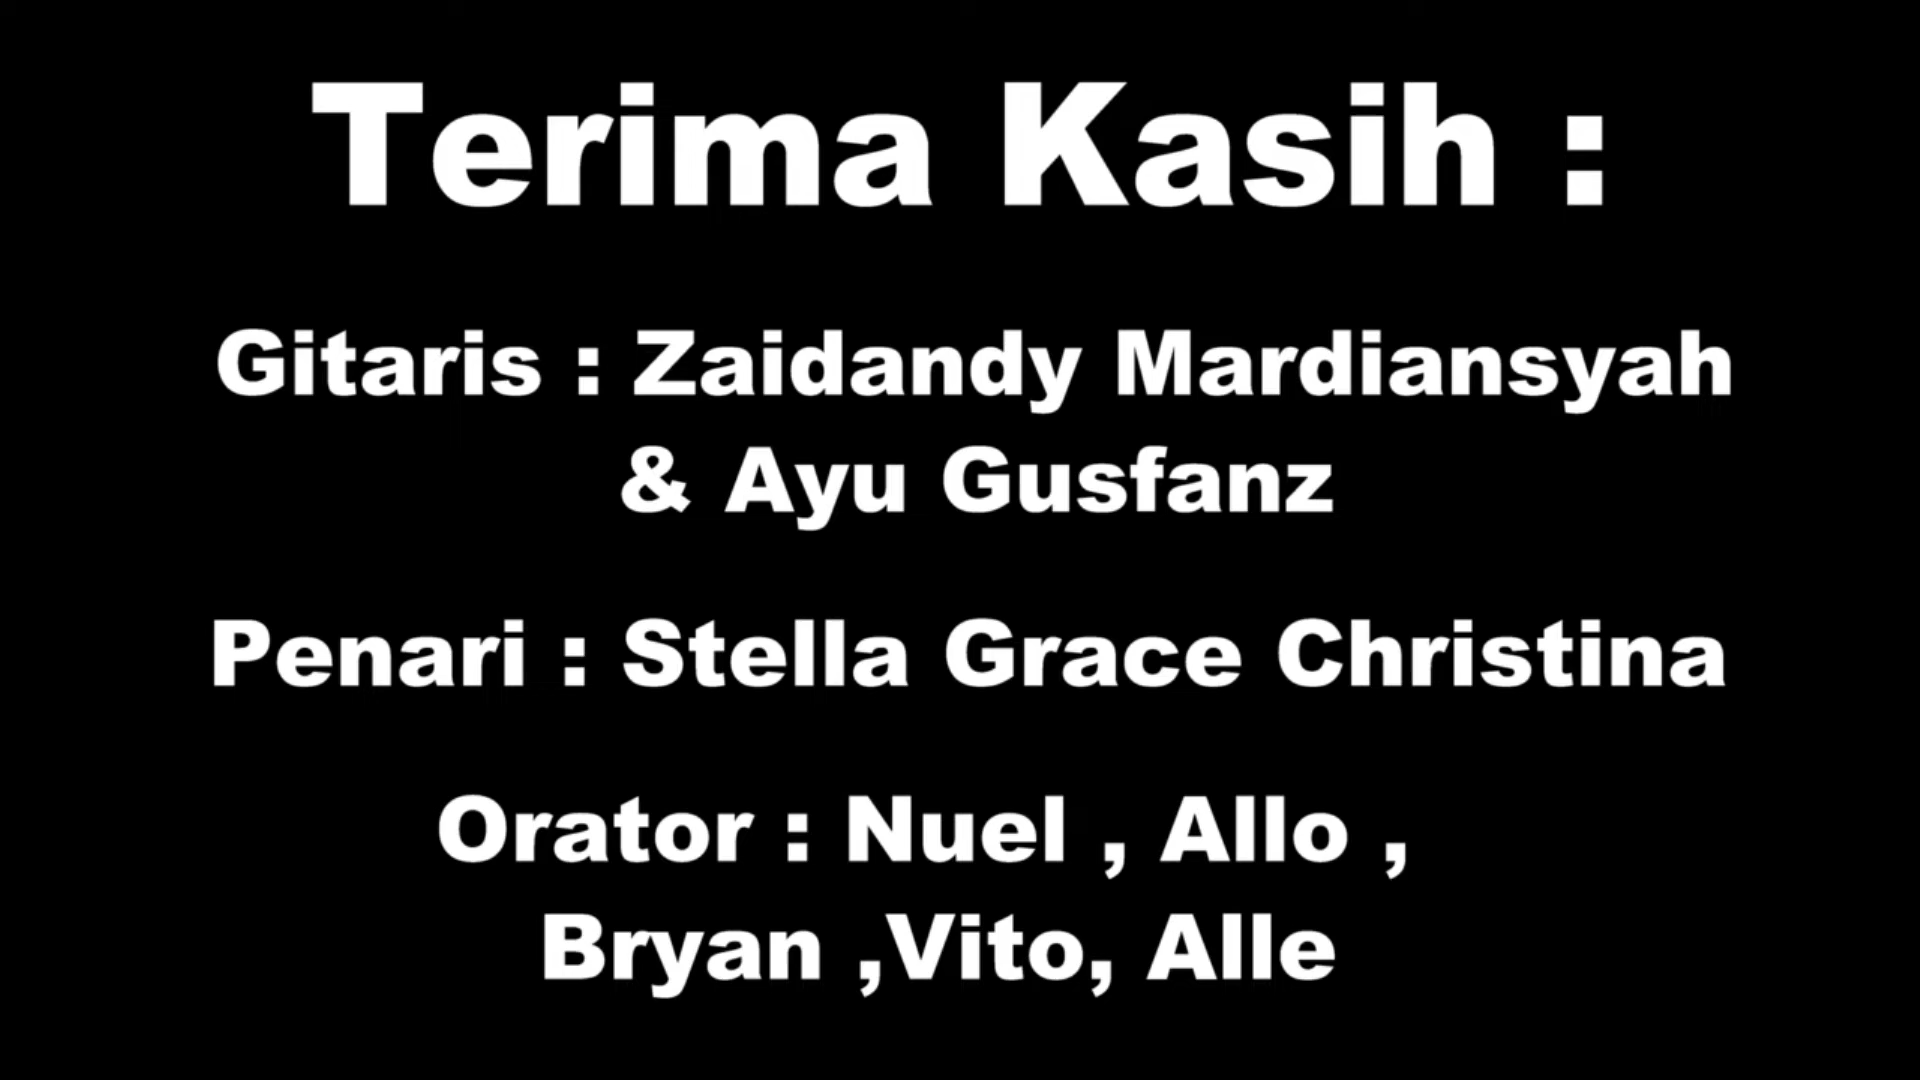 Terima Kasih :
Gitaris : Zaidandy Mardiansyah
& Ayu Gusfanz
Penari : Stella Grace Christina
Orator : Nuel , Allo ,
Bryan ,Vito, Alle